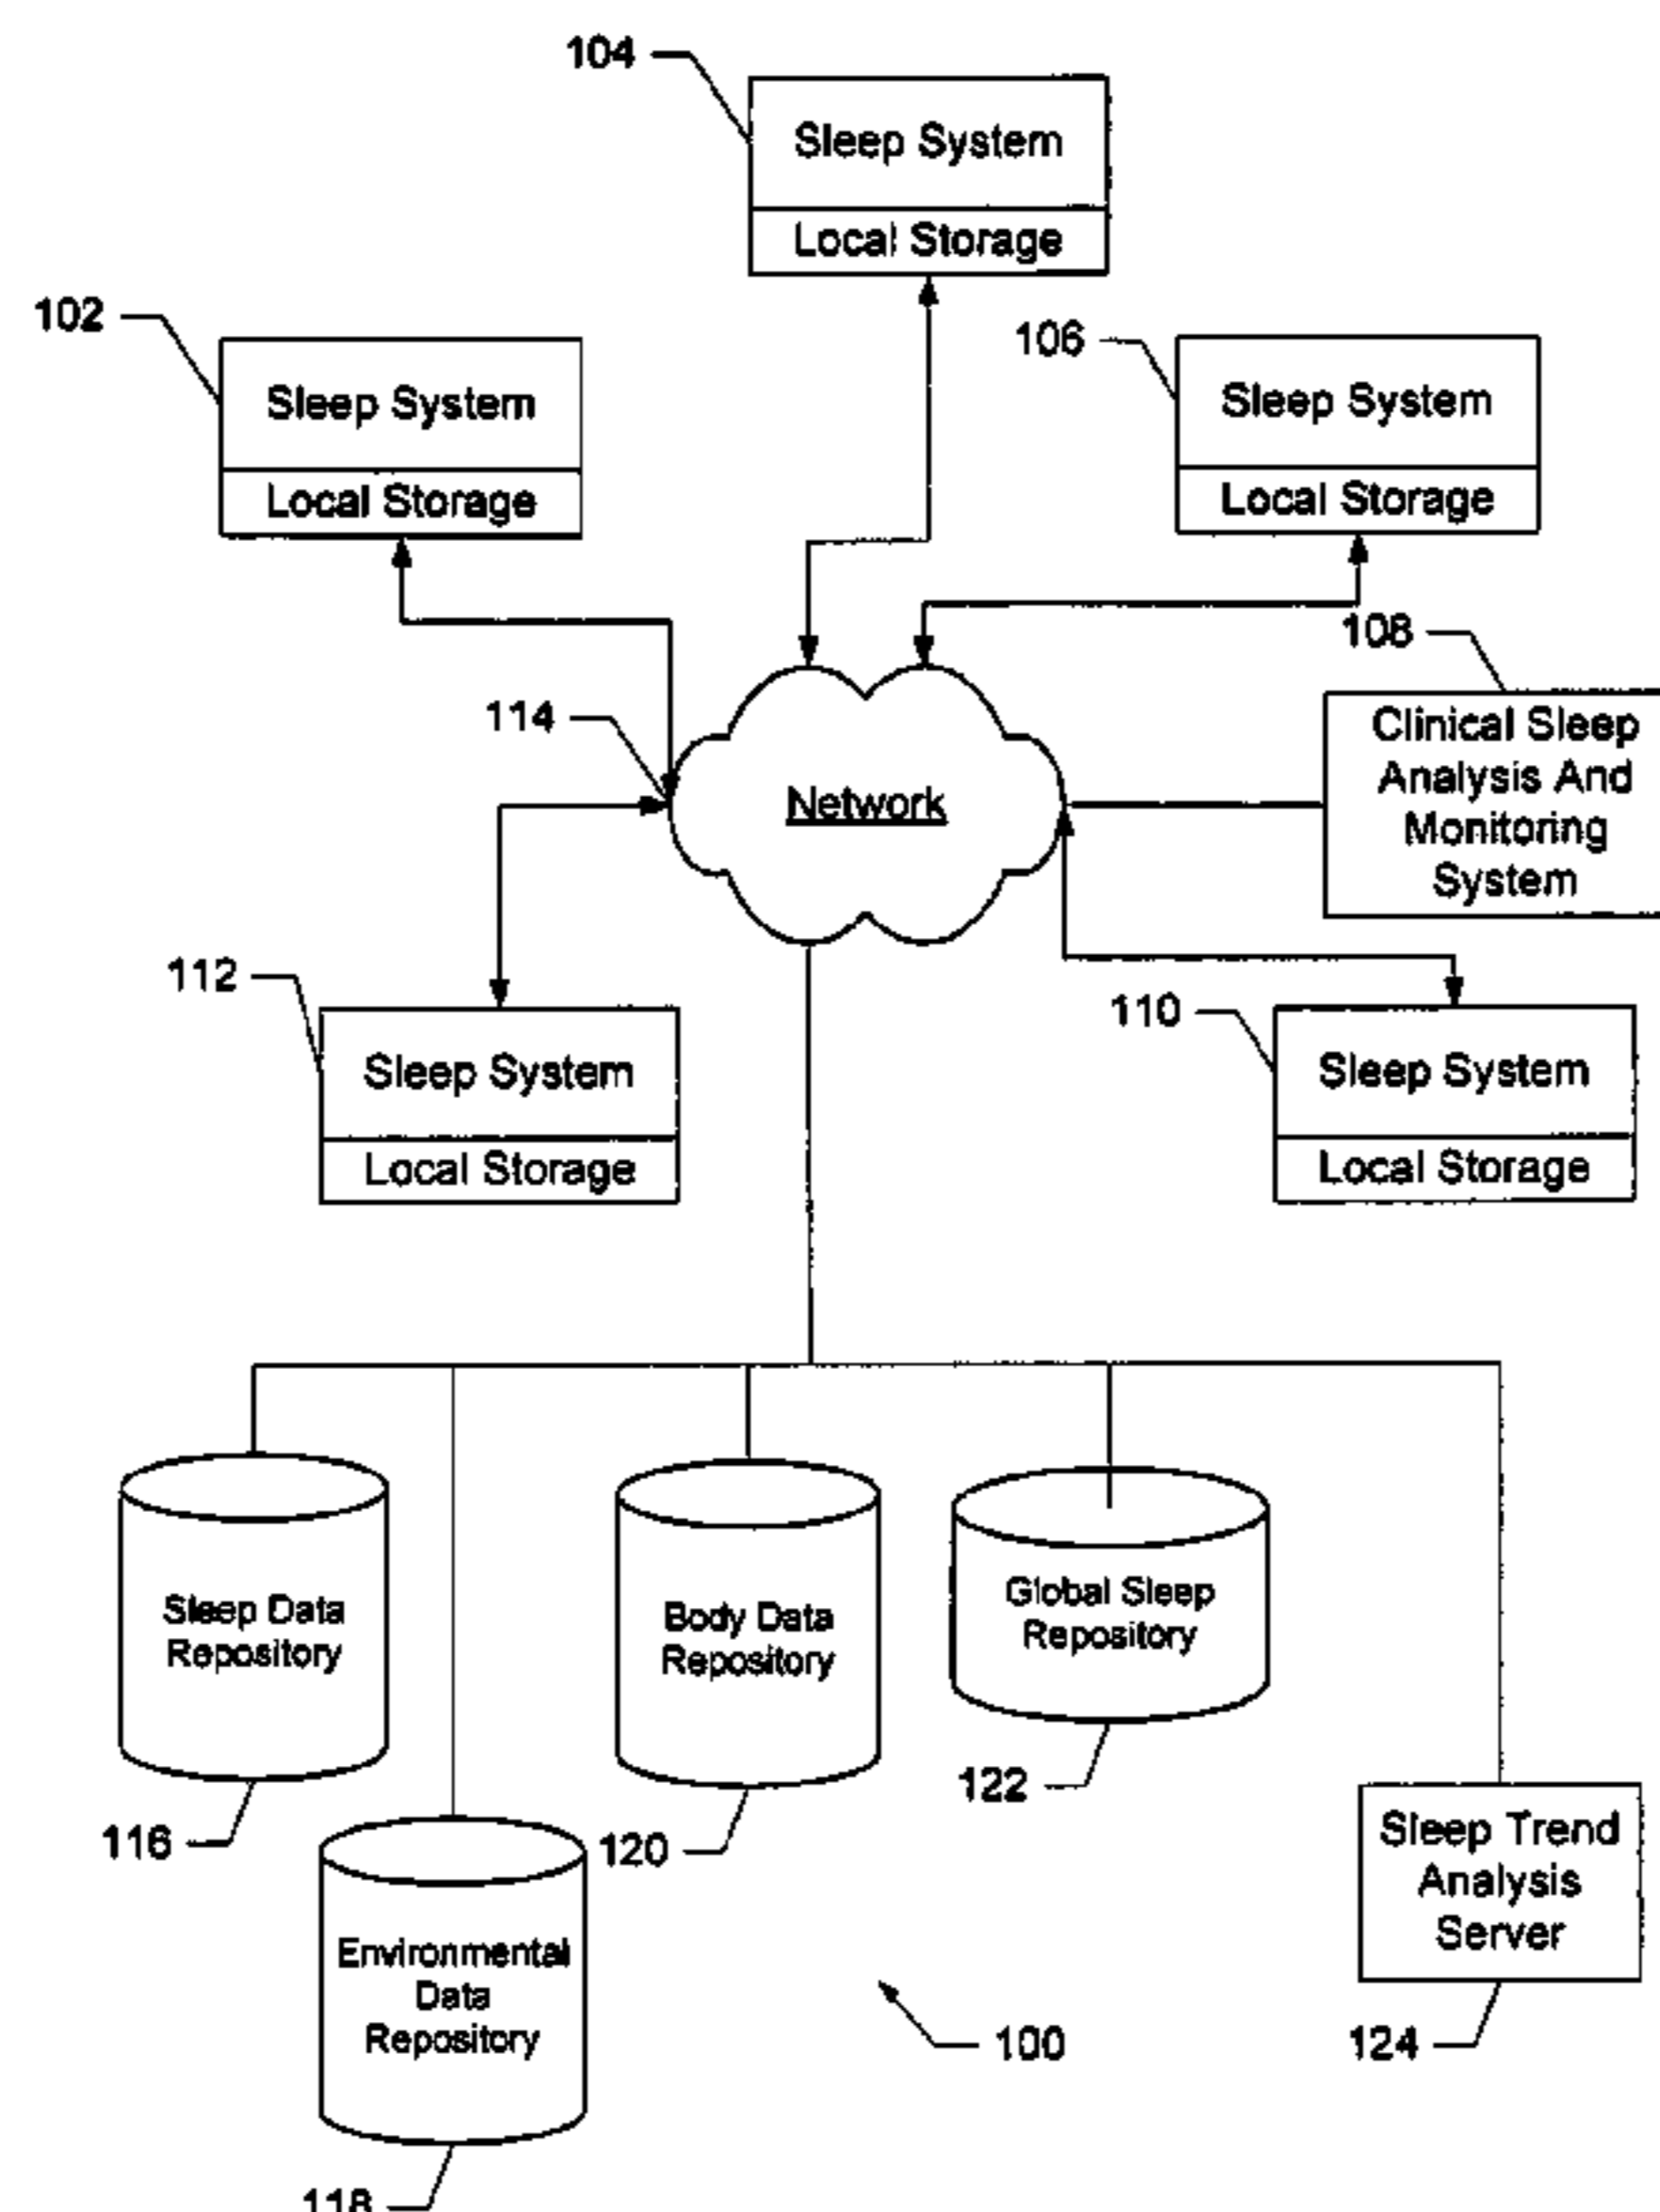 104
Sleep System
Local Storage
102
Sleep System
Local Storage
106
Sleep System
Local Storage
108
Clinical Sleep
Analysis And
Monitoring
System
114
Network
112
Sleep System
Local Storage
110
Sleep System
Local Storage
Sleep Data
Repository
116
Body Data
Repository
120
Global Sleep
Repository
122
Environmental
Data
Repository
118
Sleep Trend
Analysis
Server
124
100